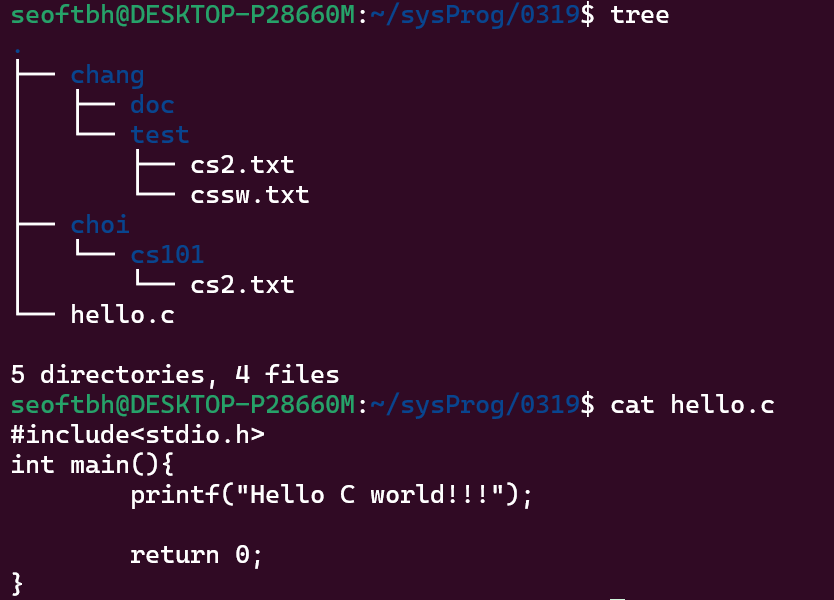 seoftbh@DESKTOP-P28660M:~/sysProg/0319$ tree
.
├── chang
│   ├── doc
│   └── test
│       ├── cs2.txt
│       └── cssw.txt
├── choi
│   └── cs101
│       └── cs2.txt
└── hello.c

5 directories, 4 files
seoftbh@DESKTOP-P28660M:~/sysProg/0319$ cat hello.c
#include<stdio.h>
int main(){
        printf("Hello C world!!!");

        return 0;
}